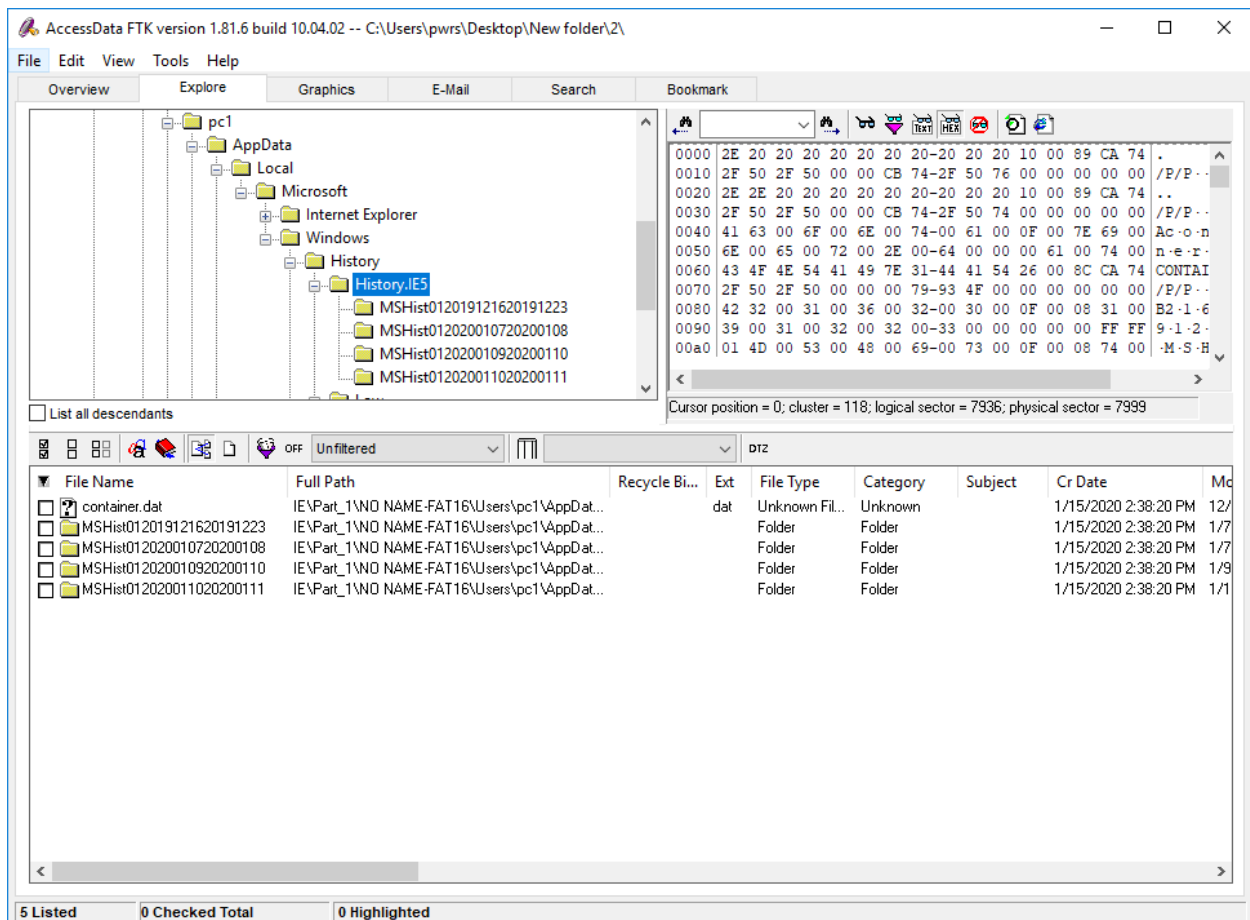 AccessData FTK version 1.81.6 build 10.04.02 -- C:\Users\pwrs\Desktop\New folder\2\
File Edit View Tools Help
Overview Explore Graphics E-Mail Search Bookmark
pc1
AppData
Local
Microsoft
Internet Explorer
Windows
History
History.IE5
MSHist012019121620191223
MSHist012020010720200108
MSHist012020010920200110
MSHist012020011020200111
List all descendants
TEXT HEX
0000 2E 20 20 20 20 20 20 20-20 20 20 10 00 89 CA 74 .
0010 2F 50 2F 50 00 00 CB 74-2F 50 76 00 00 00 00 00 /P/P··
0020 2E 2E 20 20 20 20 20 20-20 20 20 10 00 89 CA 74 ..
0030 2F 50 2F 50 00 00 CB 74-2F 50 74 00 00 00 00 00 /P/P··
0040 41 63 00 6F 00 6E 00 74-00 61 00 0F 00 7E 69 00 Ac·o·n
0050 6E 00 65 00 72 00 2E 00-64 00 00 00 61 00 74 00 n·e·r·
0060 43 4F 4E 54 41 49 7E 31-44 41 54 26 00 8C CA 74 CONTAI
0070 2F 50 2F 50 00 00 00 79-93 4F 00 00 00 00 00 00 /P/P··
0080 42 32 00 31 00 36 00 32-00 30 00 0F 00 08 31 00 B2·1·6
0090 39 00 31 00 32 00 32 00-33 00 00 00 00 00 FF FF 9·1·2·
00a0 01 4D 00 53 00 48 00 69-00 73 00 0F 00 08 74 00 ·M·S·H
Cursor position = 0; cluster = 118; logical sector = 7936; physical sector = 7999
OFF Unfiltered DTZ
File Name Full Path Recycle Bi... Ext File Type Category Subject Cr Date Mo
container.dat IE\Part_1\NO NAME-FAT16\Users\pc1\AppDat... dat Unknown Fil... Unknown 1/15/2020 2:38:20 PM 12/
MSHist012019121620191223 IE\Part_1\NO NAME-FAT16\Users\pc1\AppDat... Folder Folder 1/15/2020 2:38:20 PM 1/7
MSHist012020010720200108 IE\Part_1\NO NAME-FAT16\Users\pc1\AppDat... Folder Folder 1/15/2020 2:38:20 PM 1/7
MSHist012020010920200110 IE\Part_1\NO NAME-FAT16\Users\pc1\AppDat... Folder Folder 1/15/2020 2:38:20 PM 1/9
MSHist012020011020200111 IE\Part_1\NO NAME-FAT16\Users\pc1\AppDat... Folder Folder 1/15/2020 2:38:20 PM 1/1
5 Listed 0 Checked Total 0 Highlighted